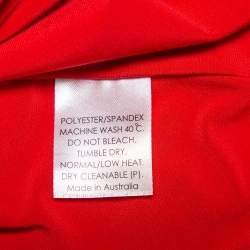 POLYESTER/SPANDEX
MACHINE WASH 40°C.
DO NOT BLEACH.
TUMBLE DRY.
NORMAL/LOW HEAT.
DRY CLEANABLE (P).
Made in Australia